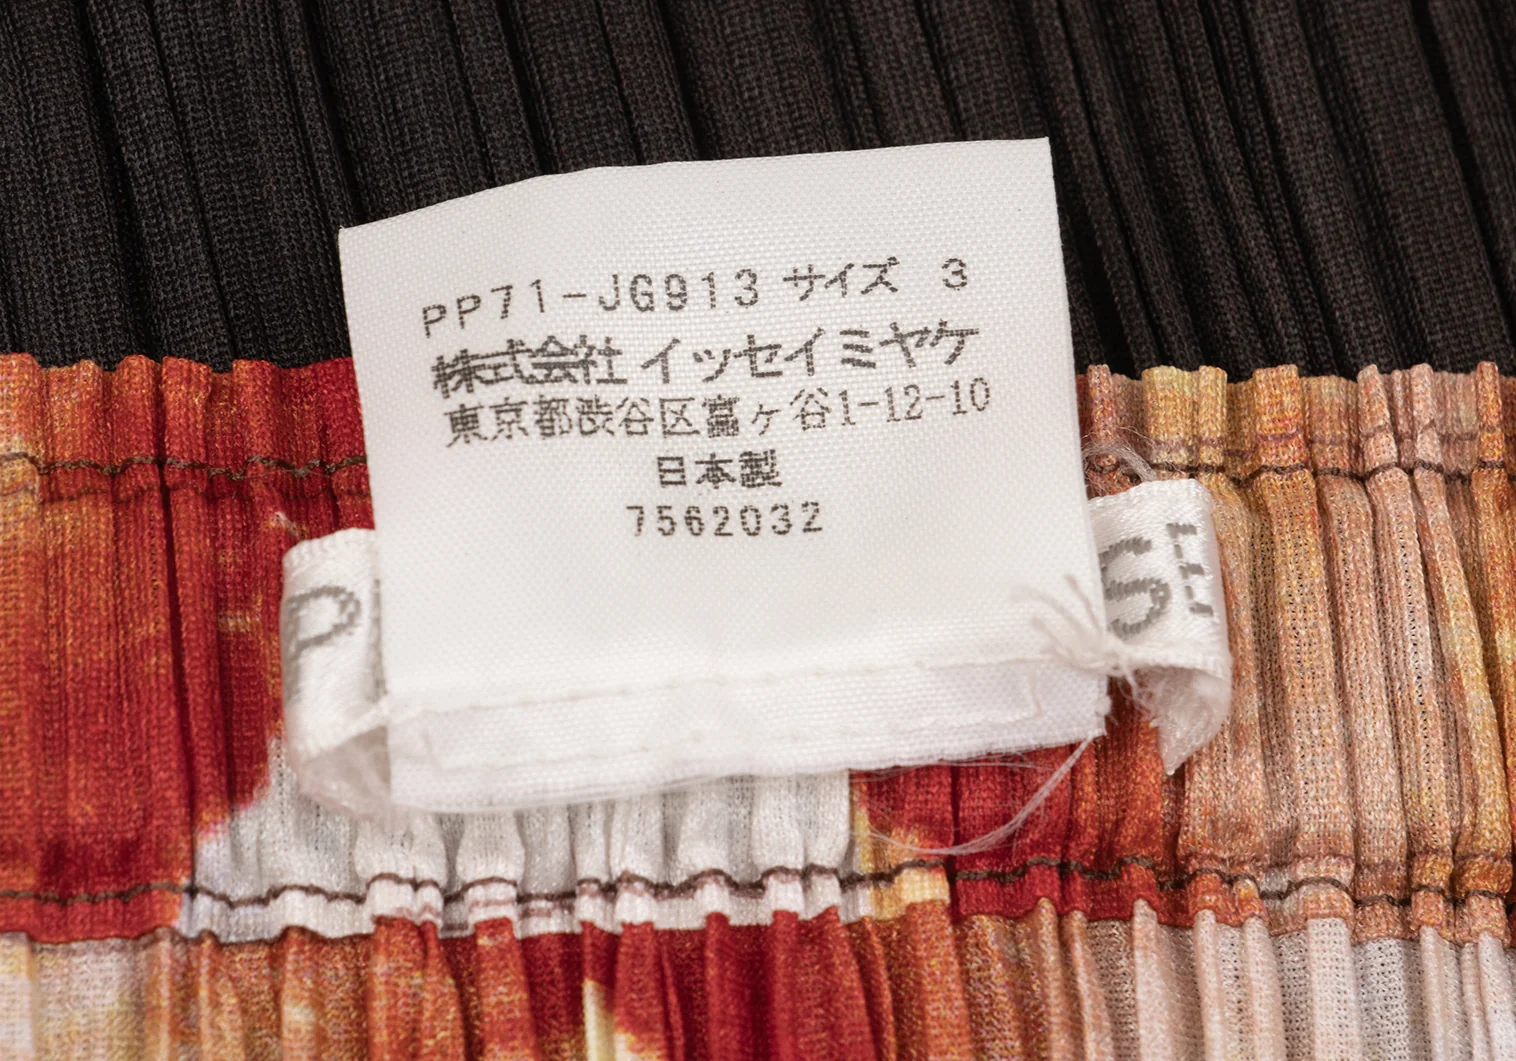 PP71-JG913 サイズ 3
株式会社 イッセイミヤケ
東京都渋谷区富ヶ谷1-12-10
日本製
7562032
P
SE